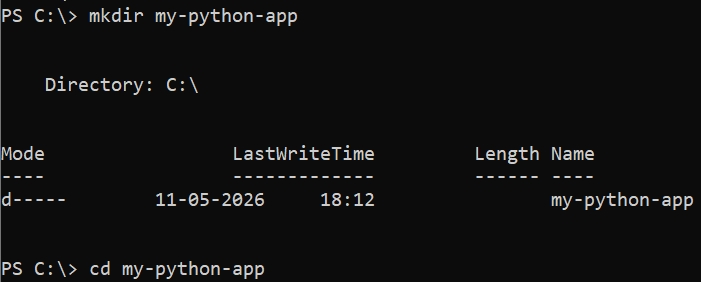 PS C:\> mkdir my-python-app
    Directory: C:\
Mode                 LastWriteTime         Length Name
----                 -------------         ------ ----
d-----        11-05-2026     18:12                my-python-app
PS C:\> cd my-python-app